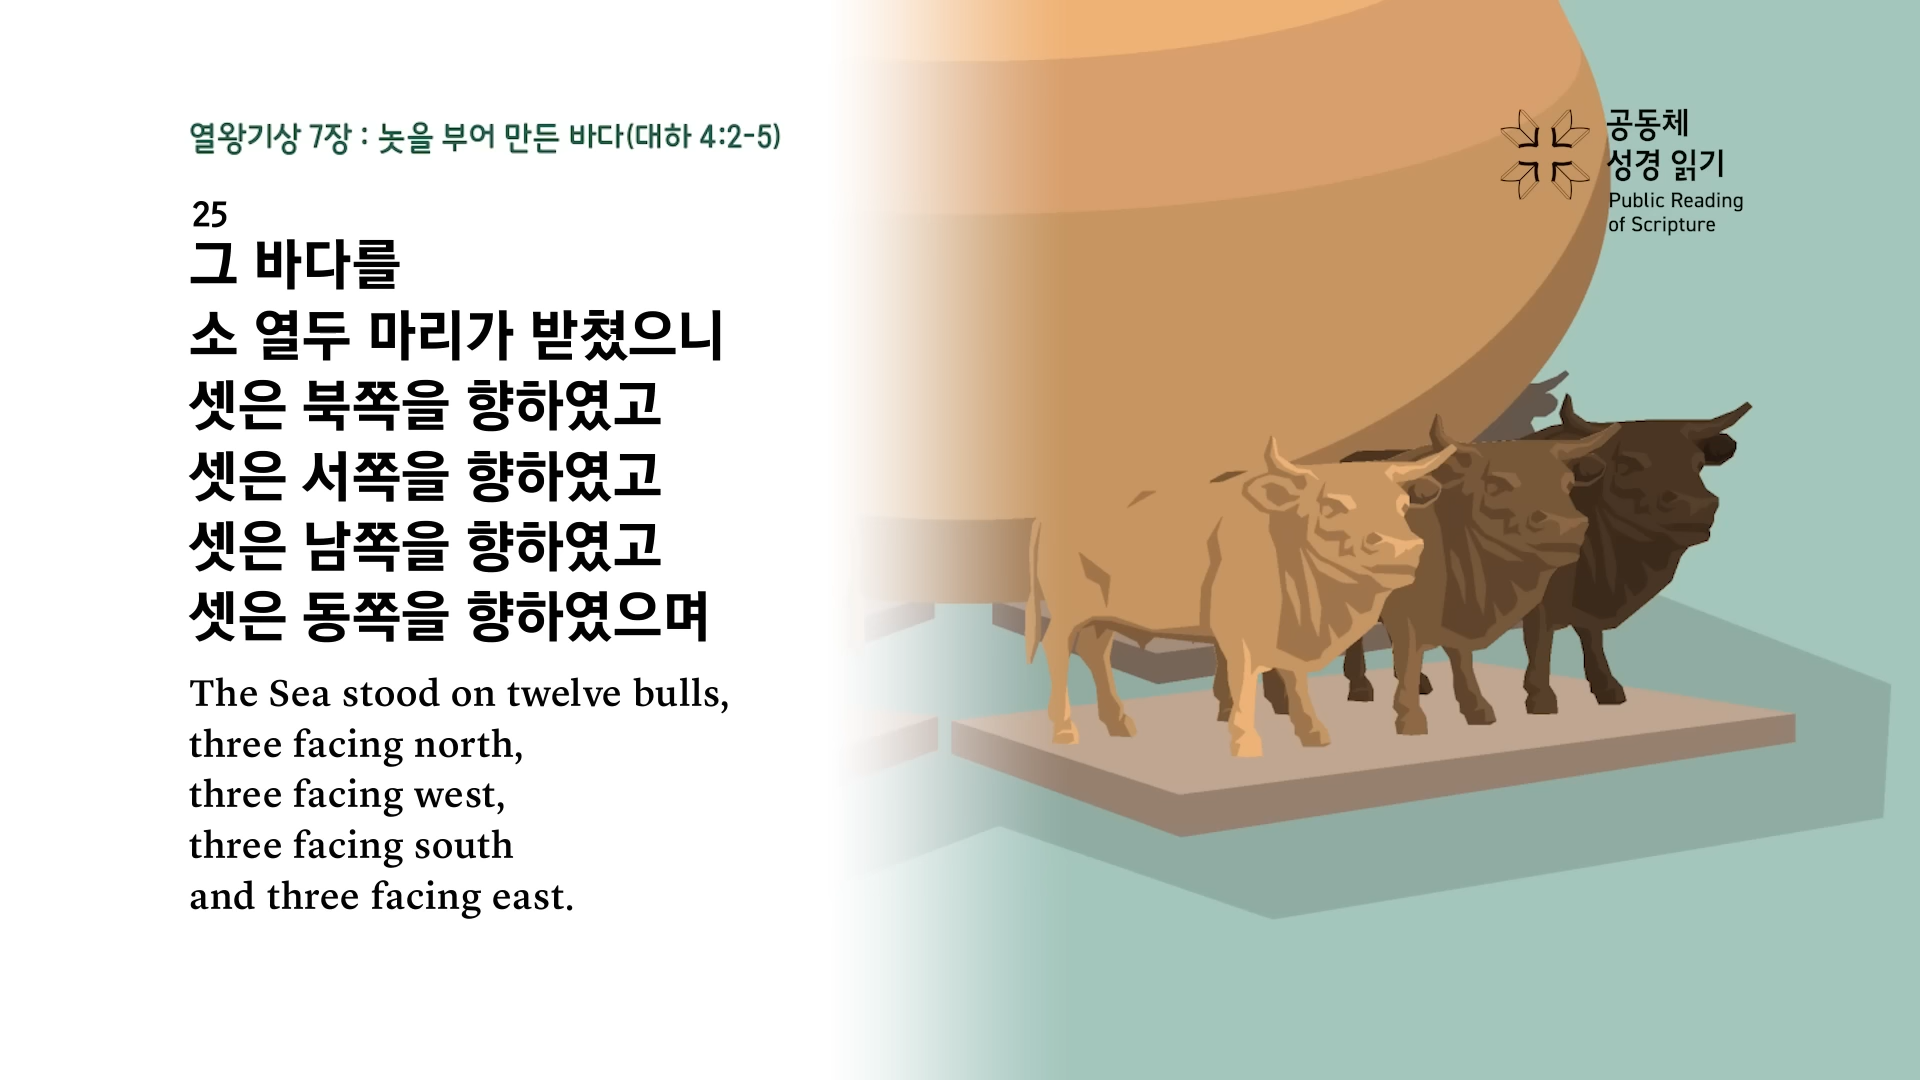 열왕기상 7장 : 놋을 부어 만든 바다(대하 4:2-5)
25
그 바다를
소 열두 마리가 받쳤으니
셋은 북쪽을 향하였고
셋은 서쪽을 향하였고
셋은 남쪽을 향하였고
셋은 동쪽을 향하였으며
The Sea stood on twelve bulls,
three facing north,
three facing west,
three facing south
and three facing east.
공동체
성경 읽기
Public Reading
of Scripture